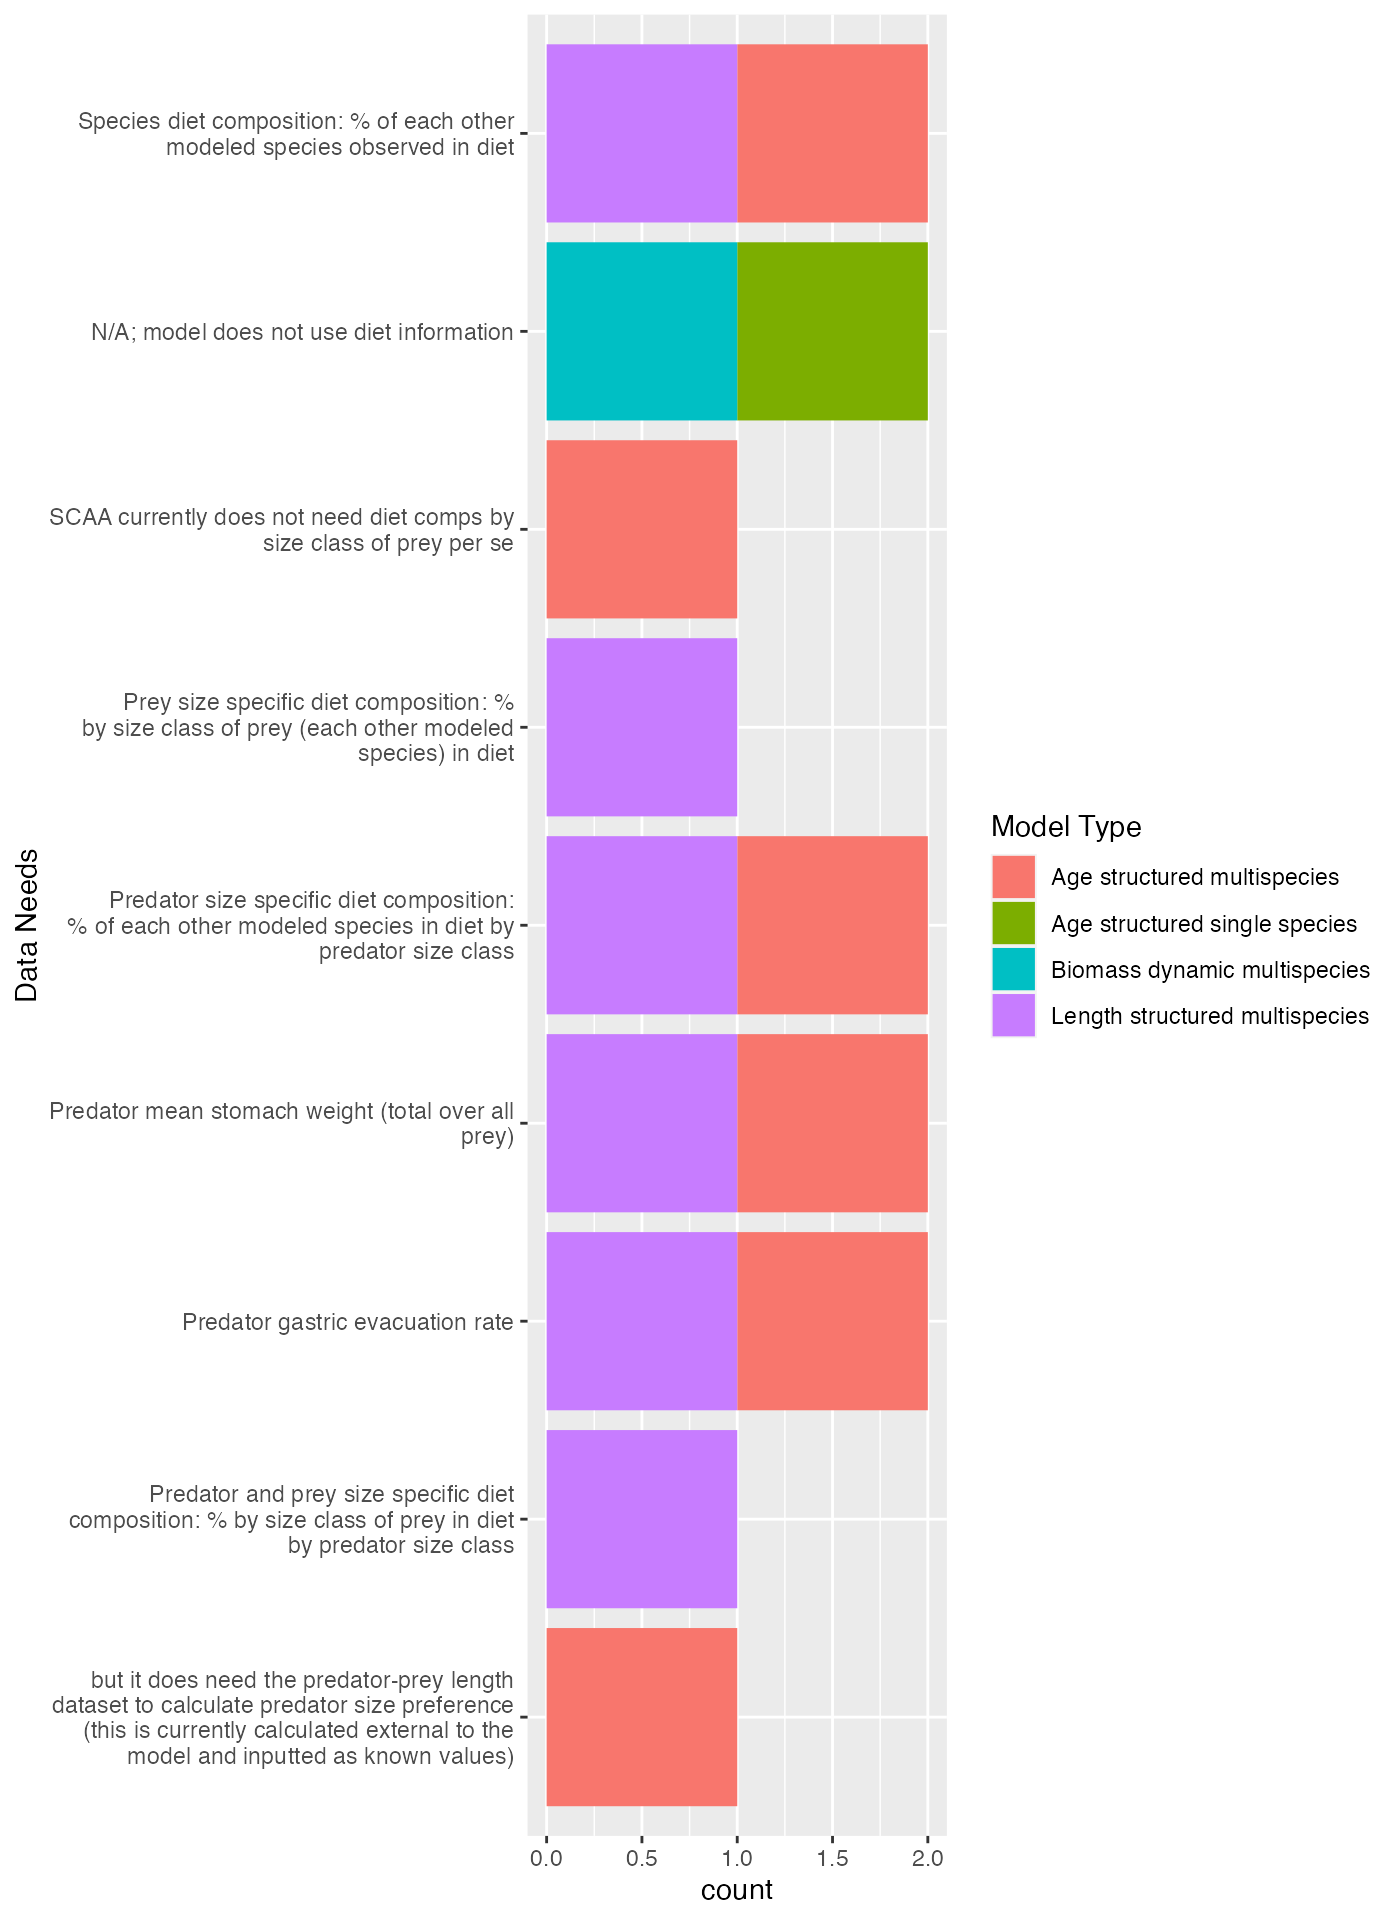 Species diet composition: % of each other
modeled species observed in diet
N/A; model does not use diet information
SCAA currently does not need diet comps by
size class of prey per se
Prey size specific diet composition: %
by size class of prey (each other modeled
species) in diet
Predator size specific diet composition:
% of each other modeled species in diet by
predator size class
Predator mean stomach weight (total over all
prey)
Predator gastric evacuation rate
Predator and prey size specific diet
composition: % by size class of prey in diet
by predator size class
but it does need the predator-prey length
dataset to calculate predator size preference
(this is currently calculated external to the
model and inputted as known values)
Data Needs
0.0 0.5 1.0 1.5 2.0
count
Model Type
Age structured multispecies
Age structured single species
Biomass dynamic multispecies
Length structured multispecies